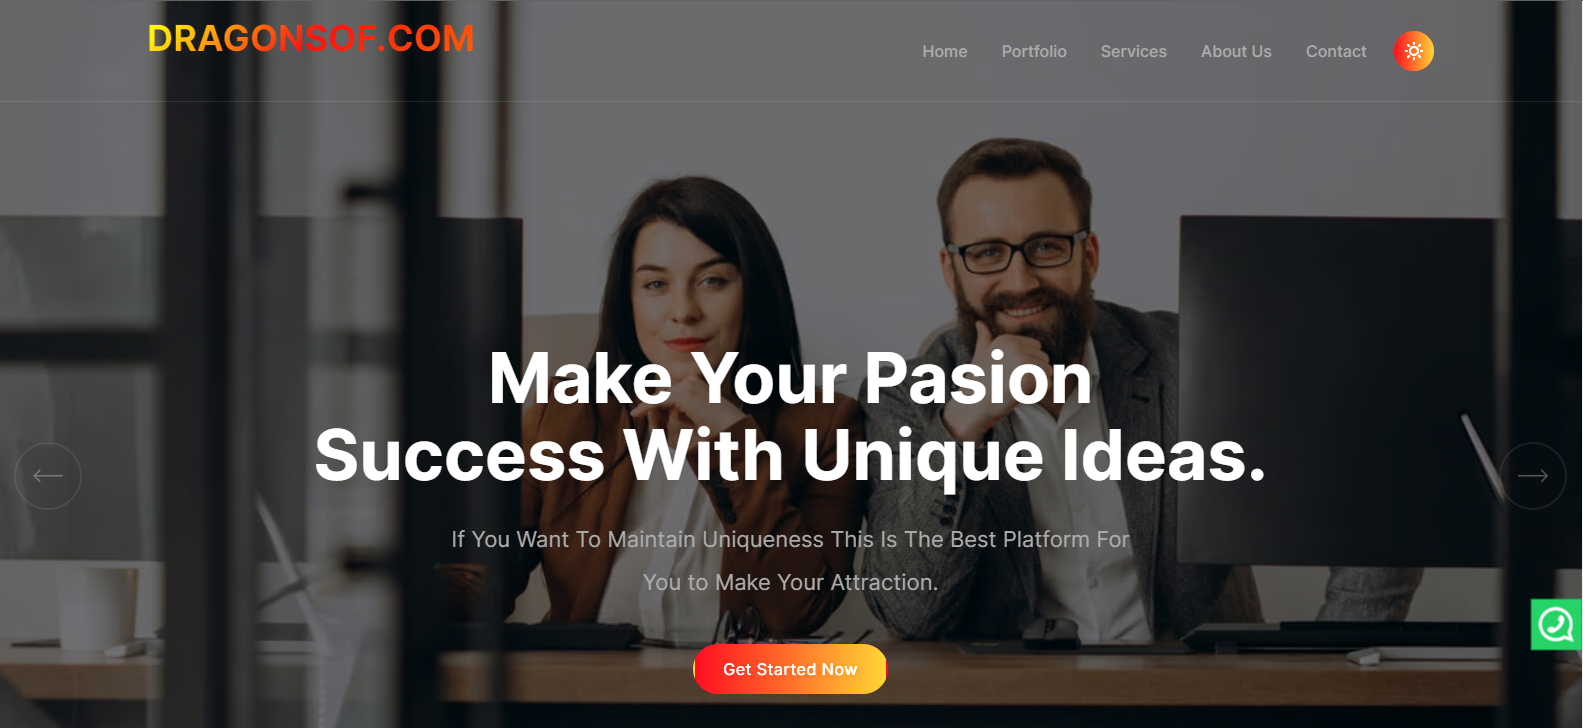 DRAGONSOF.COM
Home Portfolio Services About Us Contact
Make Your Pasion
Success With Unique Ideas.
If You Want To Maintain Uniqueness This Is The Best Platform For
You to Make Your Attraction.
Get Started Now